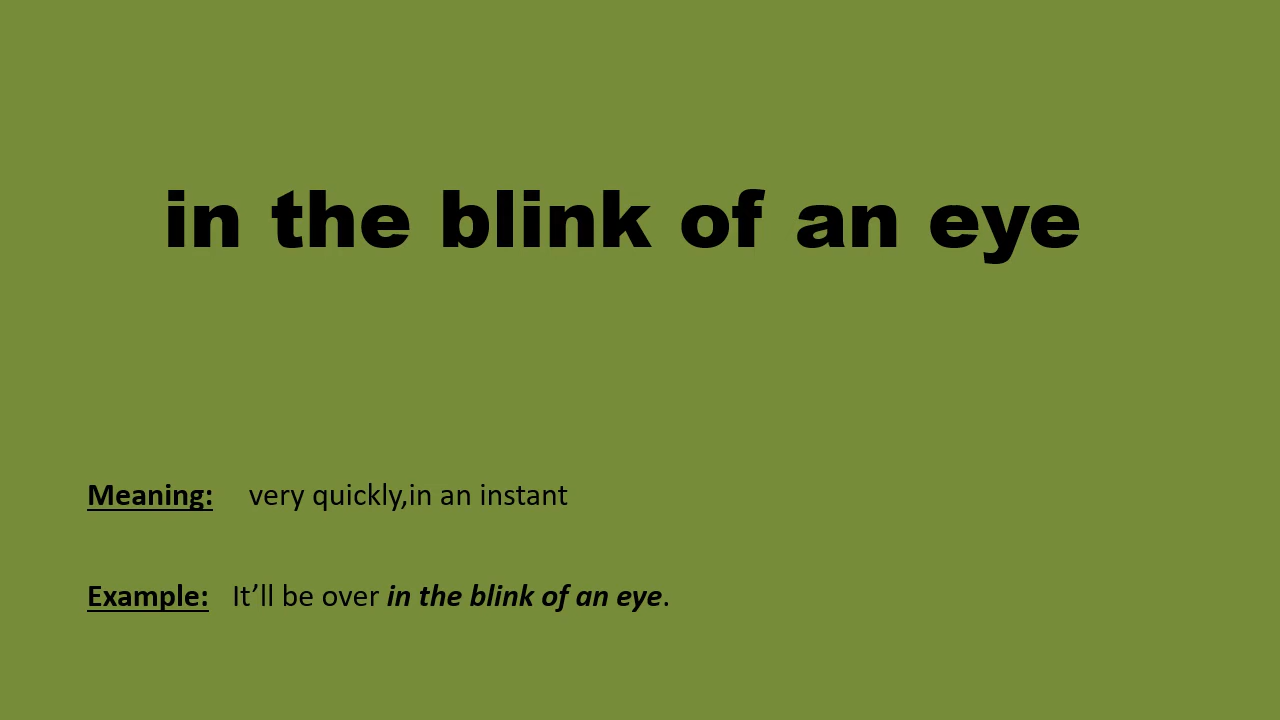 in the blink of an eye
Meaning: very quickly,in an instant
Example: It’ll be over in the blink of an eye.